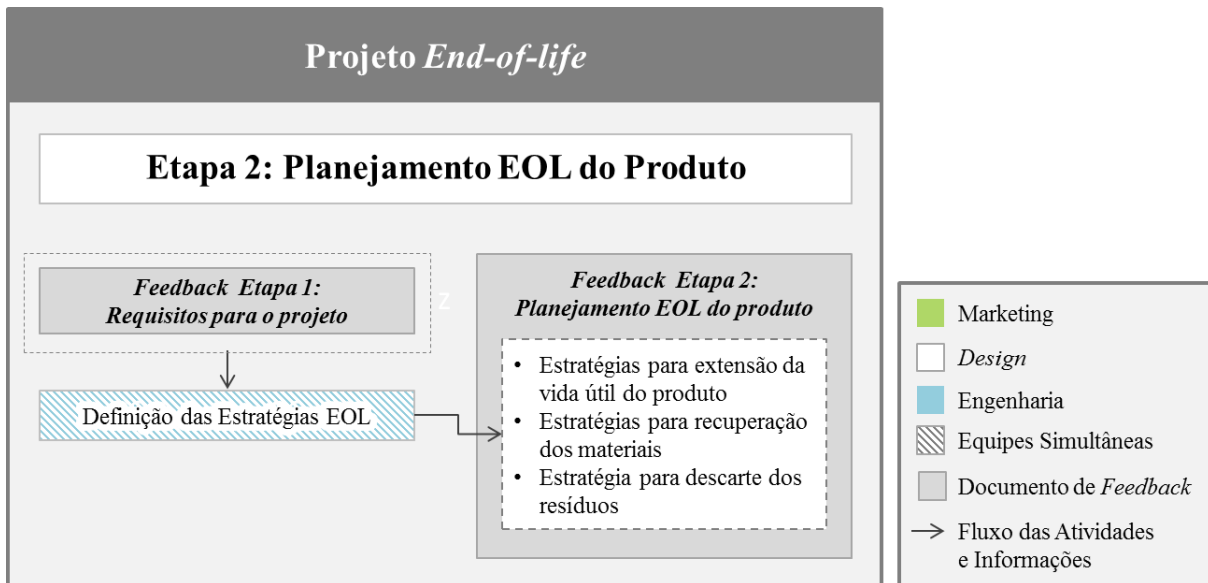 Projeto End-of-life
Etapa 2: Planejamento EOL do Produto
Feedback Etapa 1:
Requisitos para o projeto
Z
Definição das Estratégias EOL
Feedback Etapa 2:
Planejamento EOL do produto
• Estratégias para extensão da
vida útil do produto
• Estratégias para recuperação
dos materiais
• Estratégia para descarte dos
resíduos
Marketing
Design
Engenharia
Equipes Simultâneas
Documento de Feedback
Fluxo das Atividades
e Informações